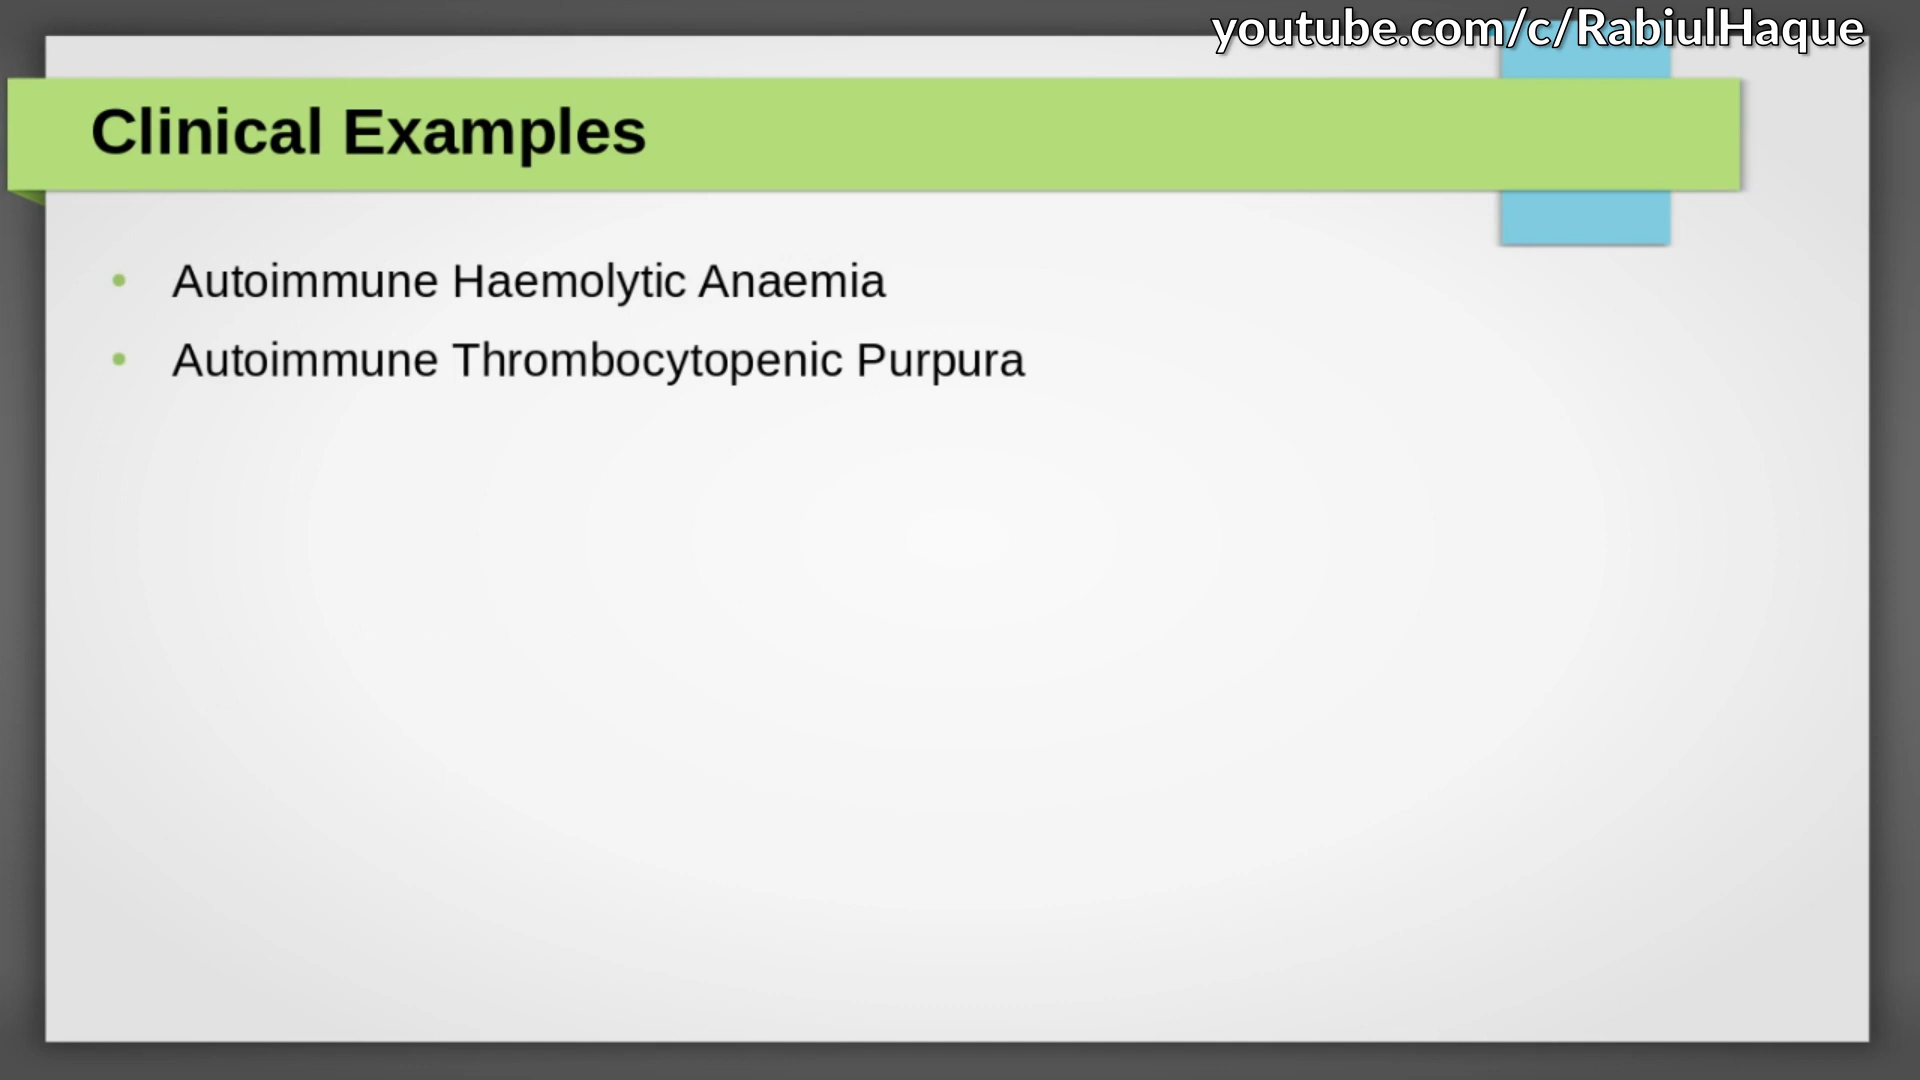 youtube.com/c/RabiulHaque
Clinical Examples
• Autoimmune Haemolytic Anaemia
• Autoimmune Thrombocytopenic Purpura